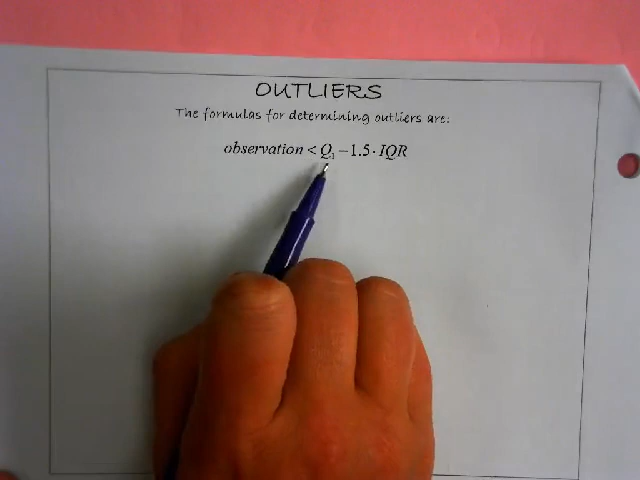 OUTLIERS
The formulas for determining outliers are:
observation < Q₁ − 1.5 · IQR